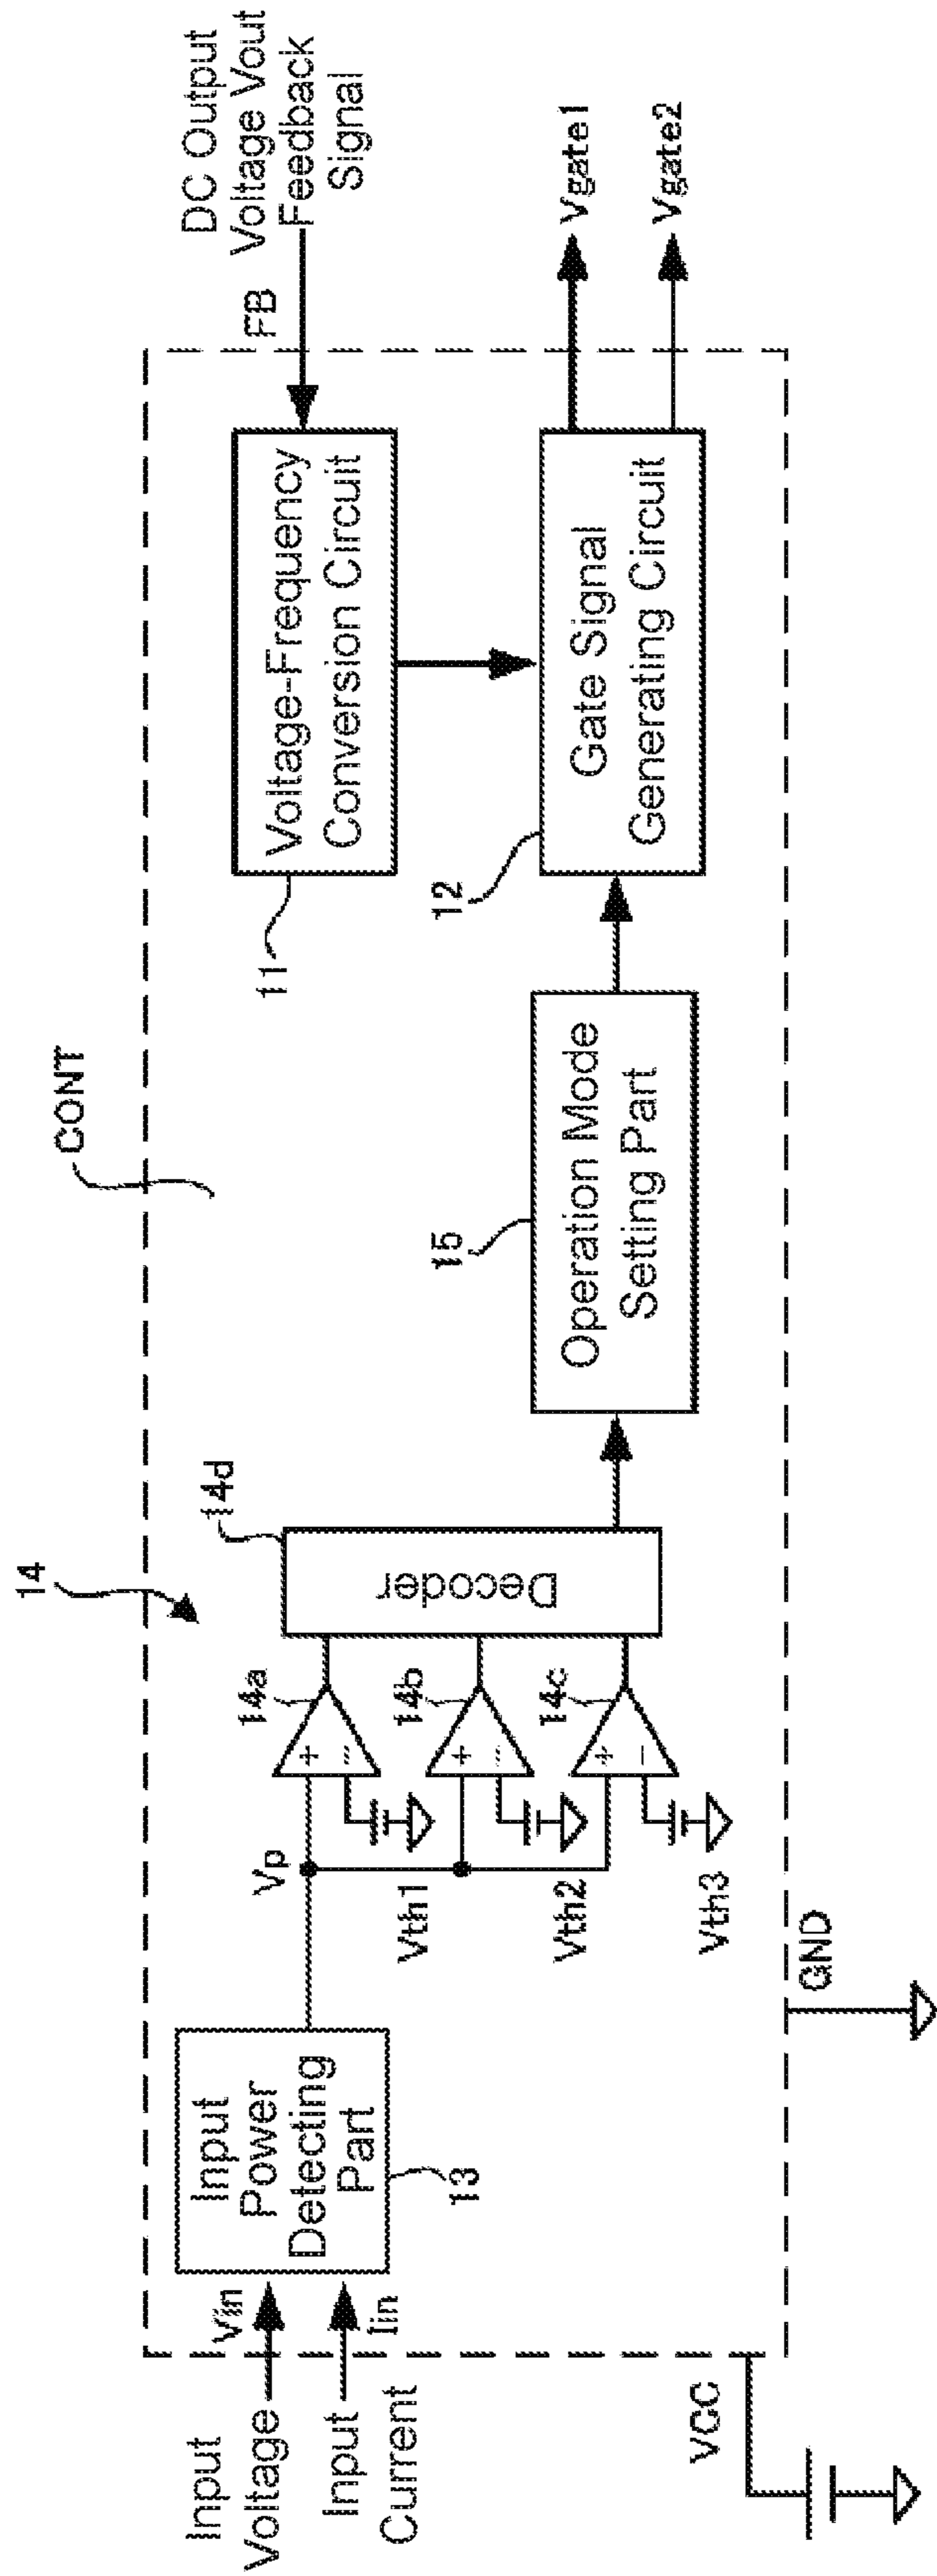 CONT
14
Input
Voltage
Vin
Input
Current
Iin
Input
Power
Detecting
Part
13
Vp
14a
+
−
Vth1
14b
+
−
Vth2
14c
+
−
Vth3
14d
Decoder
15
Operation Mode
Setting Part
11
Voltage-Frequency
Conversion Circuit
12
Gate Signal
Generating Circuit
FB
DC Output
Voltage Vout
Feedback
Signal
Vgate1
Vgate2
VCC
GND